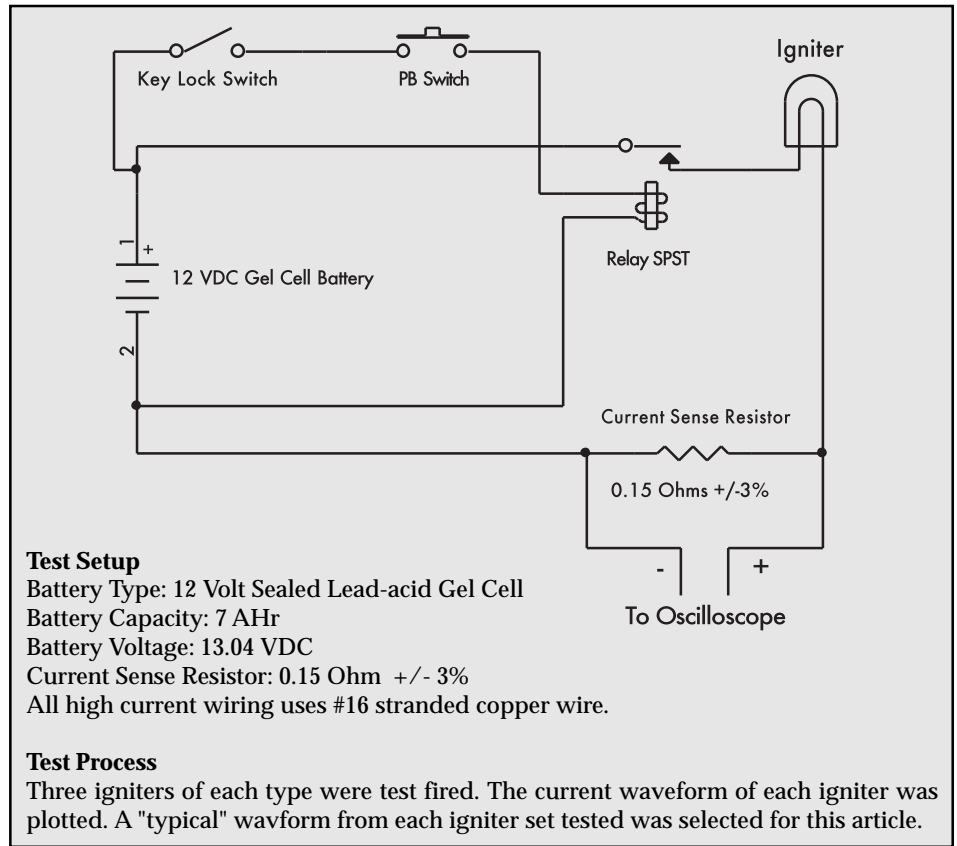 Igniter
Key Lock Switch
PB Switch
1
+
12 VDC Gel Cell Battery
Relay SPST
2
Current Sense Resistor
0.15 Ohms +/-3%
- +
To Oscilloscope
Test Setup
Battery Type: 12 Volt Sealed Lead-acid Gel Cell
Battery Capacity: 7 AHr
Battery Voltage: 13.04 VDC
Current Sense Resistor: 0.15 Ohm +/- 3%
All high current wiring uses #16 stranded copper wire.
Test Process
Three igniters of each type were test fired. The current waveform of each igniter was
plotted. A "typical" wavform from each igniter set tested was selected for this article.